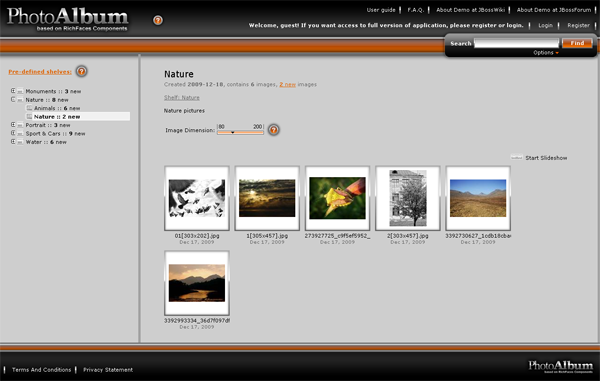 PhotoAlbum
based on RichFaces Components
User guide
F.A.Q.
About Demo at JBossWiki
About Demo at JBossForum
Welcome, guest! If you want access to full version of application, please register or login.
Login
Register
Search
Find
Options
Pre-defined shelves:
Monuments :: 3 new
Nature :: 8 new
Animals :: 6 new
Nature :: 2 new
Portrait :: 3 new
Sport & Cars :: 9 new
Water :: 6 new
Nature
Created 2009-12-18, contains 6 images, 2 new images
Shelf: Nature
Nature pictures
Image Dimension:
80 200
Start Slideshow
01[303x202].jpg
Dec 17, 2009
1[305x457].jpg
Dec 17, 2009
273927725_c9f5ef5952_
Dec 17, 2009
2[303x457].jpg
Dec 17, 2009
3392730627_1cdb18cbac
Dec 17, 2009
3392993334_36d7f097df
Dec 17, 2009
Terms And Conditions
Privacy Statement
PhotoAlbum
based on RichFaces Components